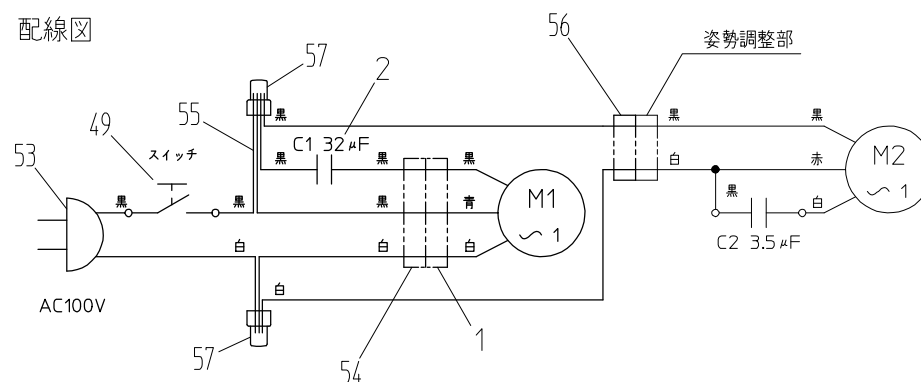 配線図
56
姿勢調整部
57
2
55
49
53
スイッチ
黒
黒
黒
C1 32μF
黒
黒
黒
黒
白
赤
M2
～ 1
黒
白
C2 3.5μF
黒
黒
黒
青
M1
～ 1
白
白
白
白
AC100V
57
54
1